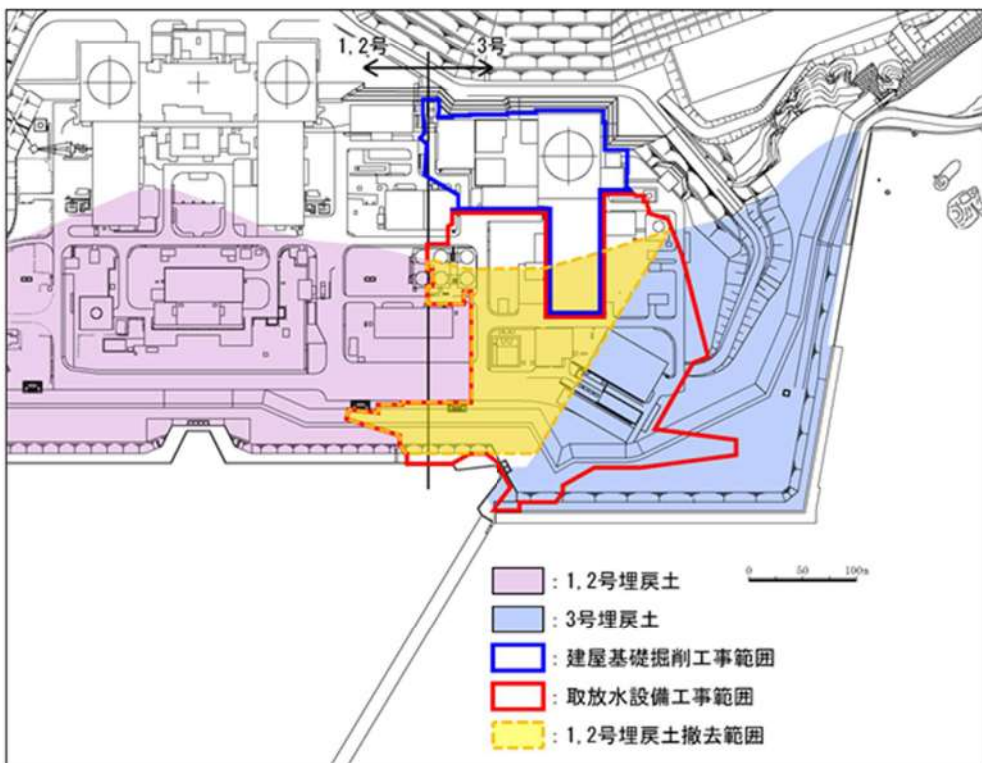 1,2号 3号
: 1,2号埋戻土
: 3号埋戻土
: 建屋基礎掘削工事範囲
: 取放水設備工事範囲
: 1,2号埋戻土撤去範囲
0 50 100m